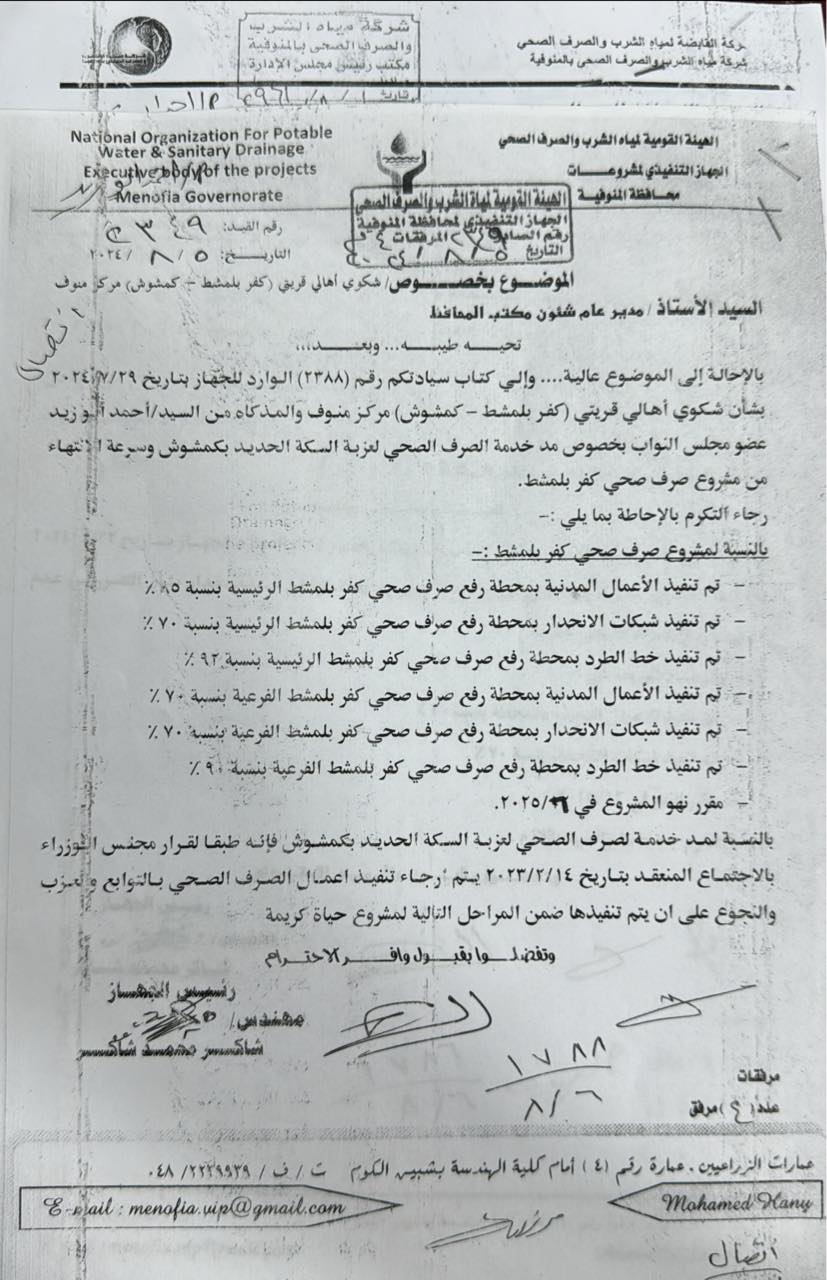 شركة القابضة لمياه الشرب والصرف الصحي
شركة مياه الشرب والصرف الصحى بالمنوفية
شركة مياه الشرب
والصرف الصحى بالمنوفية
مكتب رئيس مجلس الإدارة
National Organization For Potable
Water & Sanitary Drainage
Executive body of the projects
Menofia Governorate
الهيئة القومية لمياه الشرب والصرف الصحي
الجهاز التنفيذي لمشروعات
محافظة المنوفية
الهيئة القومية لمياة الشرب والصرف الصحى
الجهاز التنفيذي لمحافظة المنوفية
رقم الصادر المرفقات
التاريخ ٥ / ٨ /
رقم القيد: ٣٤٩
التاريخ: ٥ / ٨ / ٢٠٢٤
الموضوع بخصـــوص/ شكوي أهالي قريتي (كفر بلمشط – كمشوش) مركز منوف
السيد الأستاذ / مدير عام شئون مكتب المحافظ
اتصال
تحيه طيبه... وبعد...
بالإحالة إلى الموضوع عالية.... وإلي كتاب سيادتكم رقم (٢٣٨٨) الوارد للجهاز بتاريخ ٢٠٢٤/٧/٢٩
بشأن شكوي أهالي قريتي (كفر بلمشط – كمشوش) مركز منوف والمذكاه من السيد/أحمد أبو زيد
عضو مجلس النواب بخصوص مد خدمة الصرف الصحي لعزبة السكة الحديد بكمشوش وسرعة الانتهاء
من مشروع صرف صحي كفر بلمشط.
رجاء التكرم بالإحاطة بما يلي :-
بالنسبة لمشروع صرف صحي كفر بلمشط :-
- تم تنفيذ الأعمال المدنية بمحطة رفع صرف صحي كفر بلمشط الرئيسية بنسبة ٨٥ ٪
- تم تنفيذ شبكات الانحدار بمحطة رفع صرف صحي كفر بلمشط الرئيسية بنسبة ٧٠ ٪
- تم تنفيذ خط الطرد بمحطة رفع صرف صحي كفر بلمشط الرئيسية بنسبة ٩٢ ٪
- تم تنفيذ الأعمال المدنية بمحطة رفع صرف صحي كفر بلمشط الفرعية بنسبة ٧٠ ٪
- تم تنفيذ شبكات الانحدار بمحطة رفع صرف صحي كفر بلمشط الفرعية بنسبة ٧٠ ٪
- تم تنفيذ خط الطرد بمحطة رفع صرف صحي كفر بلمشط الفرعية بنسبة ٩٠ ٪
- مقرر نهو المشروع في
بالنسبة لمد خدمة لصرف الصحي لعزبة السكة الحديد بكمشوش فإنه طبقا لقرار مجلس الوزراء
بالاجتماع المنعقد بتاريخ ٢٠٢٣/٢/١٤ يتم أرجاء تنفيذ اعمال الصرف الصحي بالتوابع والعزب
والنجوع على ان يتم تنفيذها ضمن المراحل التالية لمشروع حياة كريمة
وتفضلوا بقبول وافر الاحترام
رئيس الجهاز
مهندس/
شاكر محمد شاكر
١٧٨٨
٨/٦
مرفقات
عدد (٤) مرفق
عمارات الزراعيين . عمارة رقم (٤) أمام كلية الهندسة بشبين الكوم ت / ف / ٠٤٨/٢٢٢٩٩٣٩
E-mail : menofia.vip@gmail.com
Mohamed Hany
اتصال